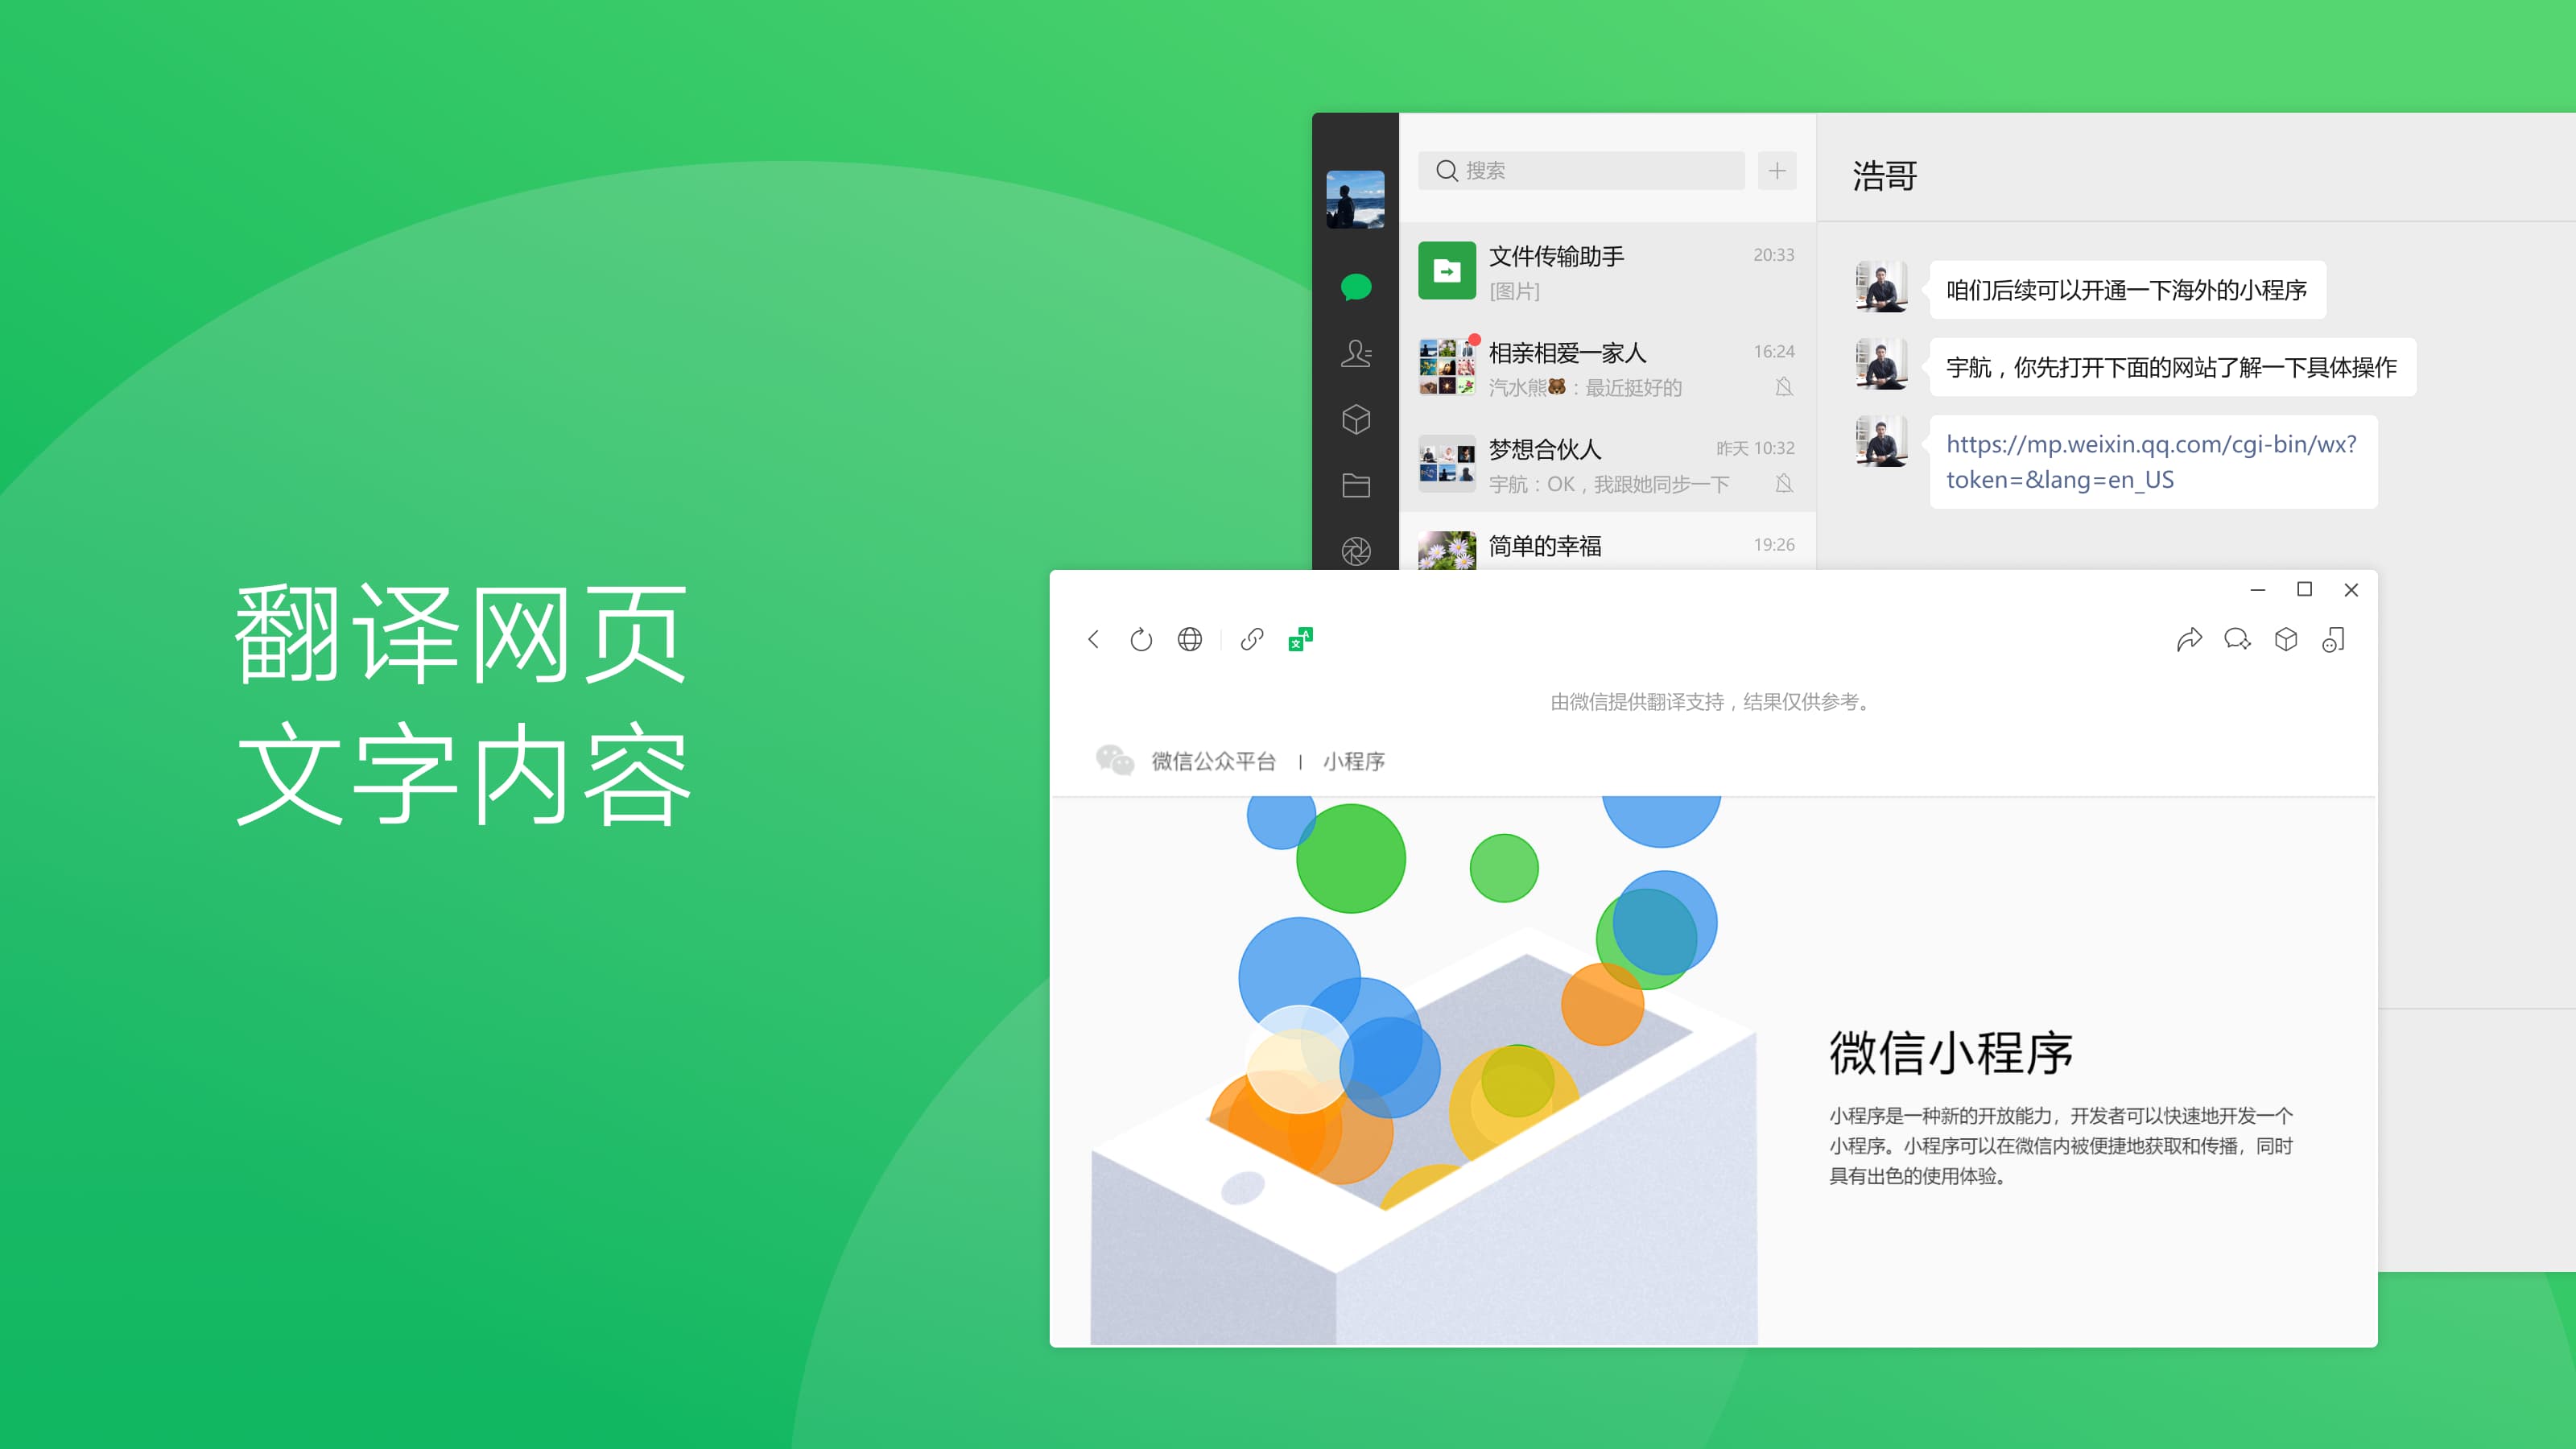 翻译网页
文字内容
搜索
文件传输助手 20:33
[图片]
相亲相爱一家人 16:24
汽水熊🐻：最近挺好的
梦想合伙人 昨天 10:32
宇航：OK，我跟她同步一下
简单的幸福 19:26
浩哥
咱们后续可以开通一下海外的小程序
宇航，你先打开下面的网站了解一下具体操作
https://mp.weixin.qq.com/cgi-bin/wx?
token=&lang=en_US
文 A
由微信提供翻译支持，结果仅供参考。
微信公众平台 | 小程序
微信小程序
小程序是一种新的开放能力，开发者可以快速地开发一个
小程序。小程序可以在微信内被便捷地获取和传播，同时
具有出色的使用体验。